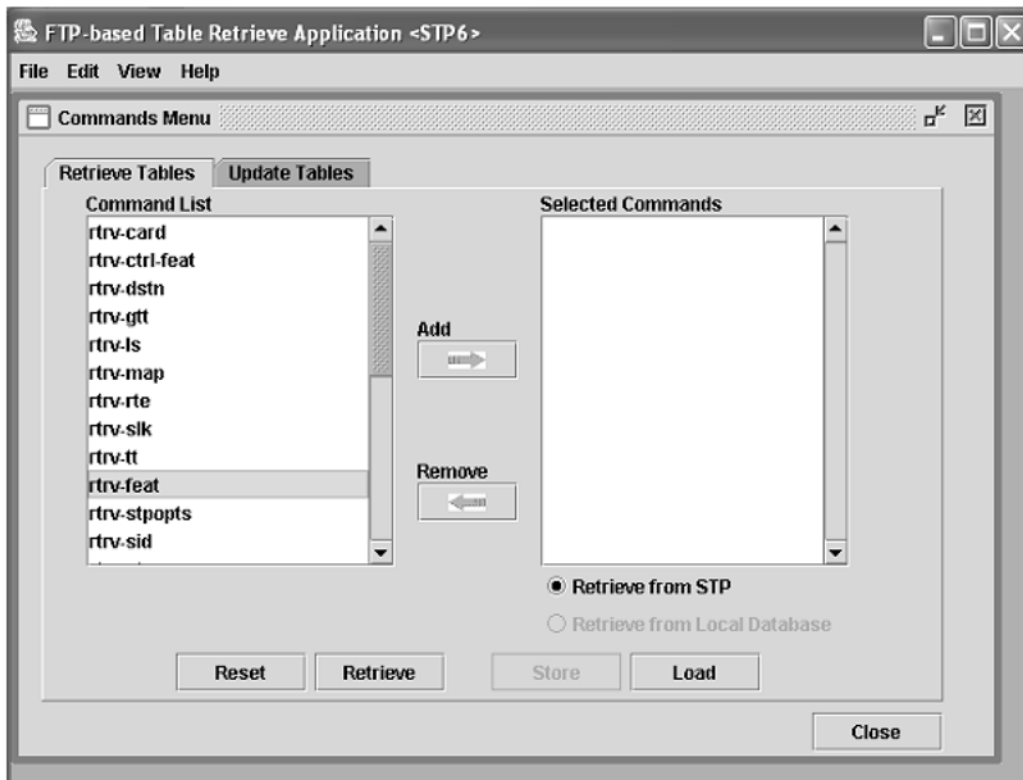 FTP-based Table Retrieve Application <STP6>
File Edit View Help
Commands Menu
Retrieve Tables Update Tables
Command List
rtrv-card
rtrv-ctrl-feat
rtrv-dstn
rtrv-gtt
rtrv-ls
rtrv-map
rtrv-rte
rtrv-slk
rtrv-tt
rtrv-feat
rtrv-stpopts
rtrv-sid
Add
Remove
Selected Commands
Retrieve from STP
Retrieve from Local Database
Reset Retrieve Store Load
Close